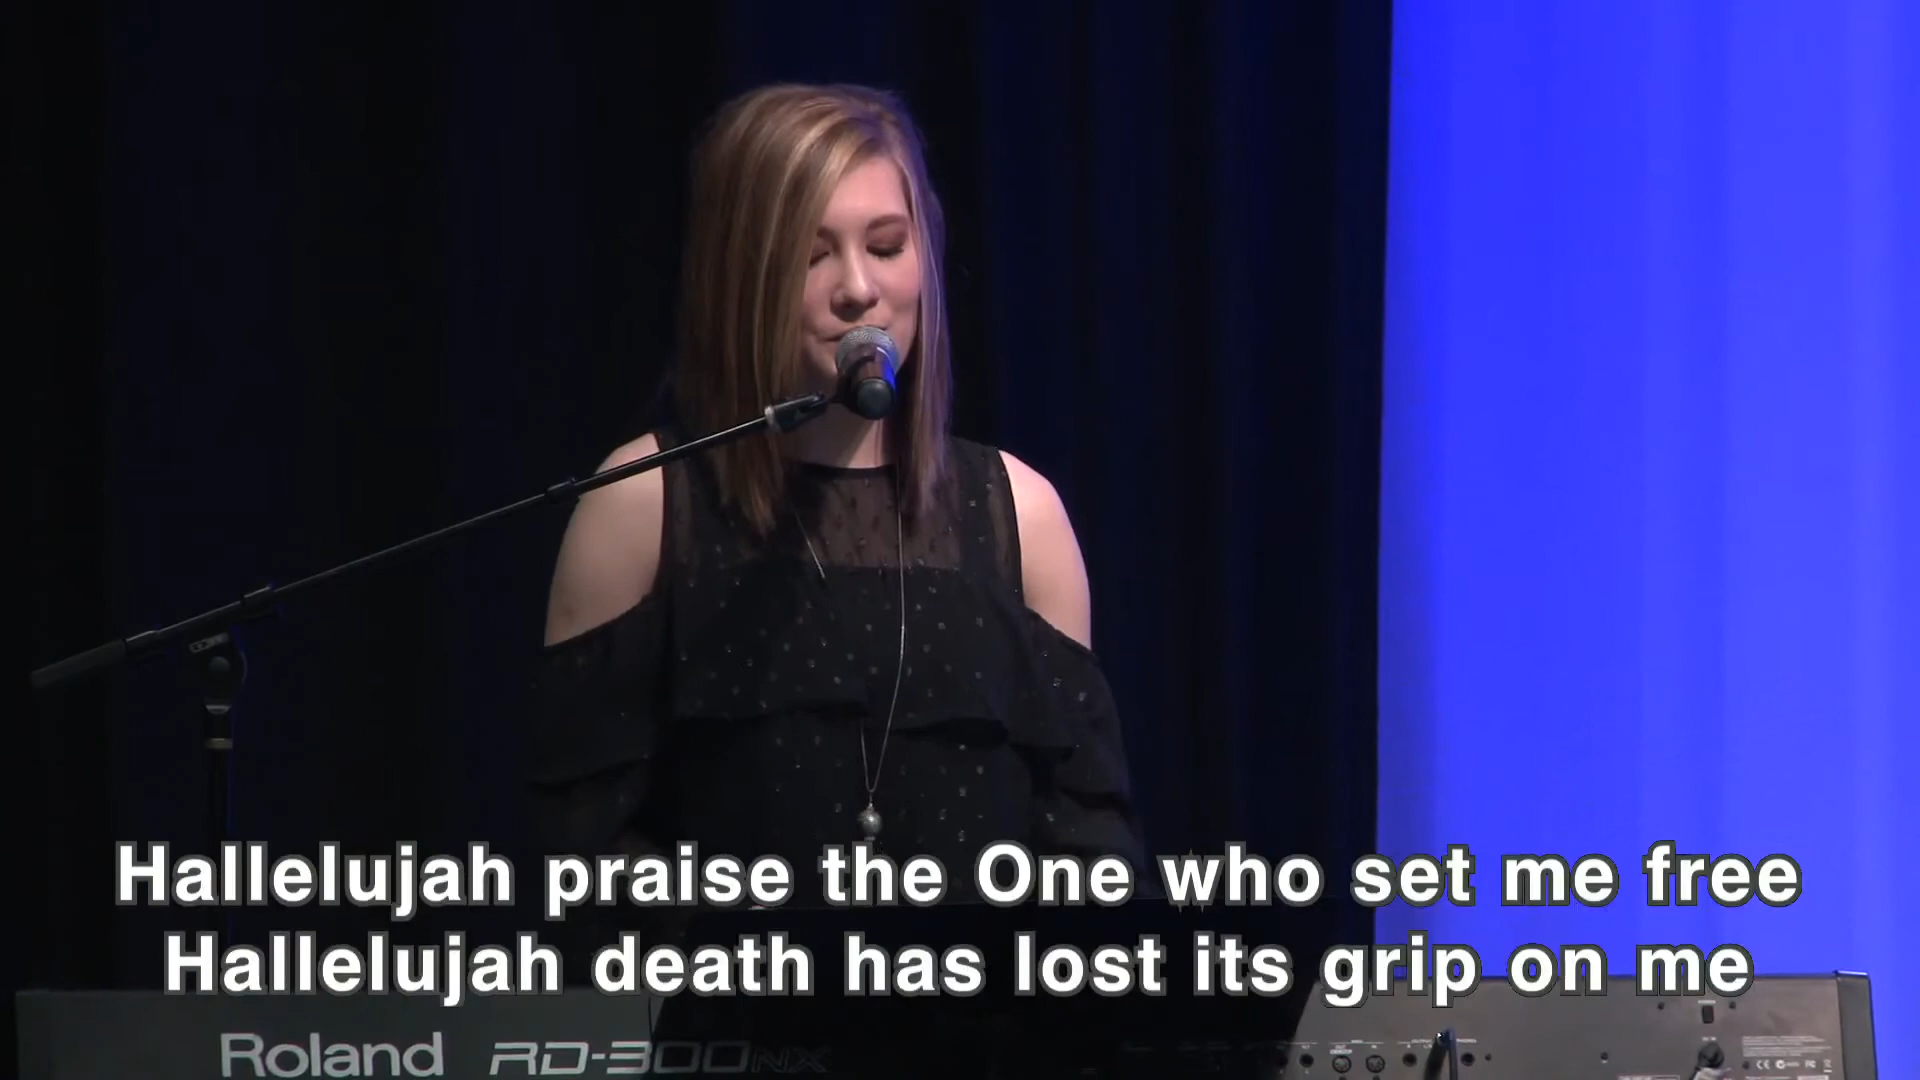 Hallelujah praise the One who set me free
Hallelujah death has lost its grip on me
Roland RD-300NX